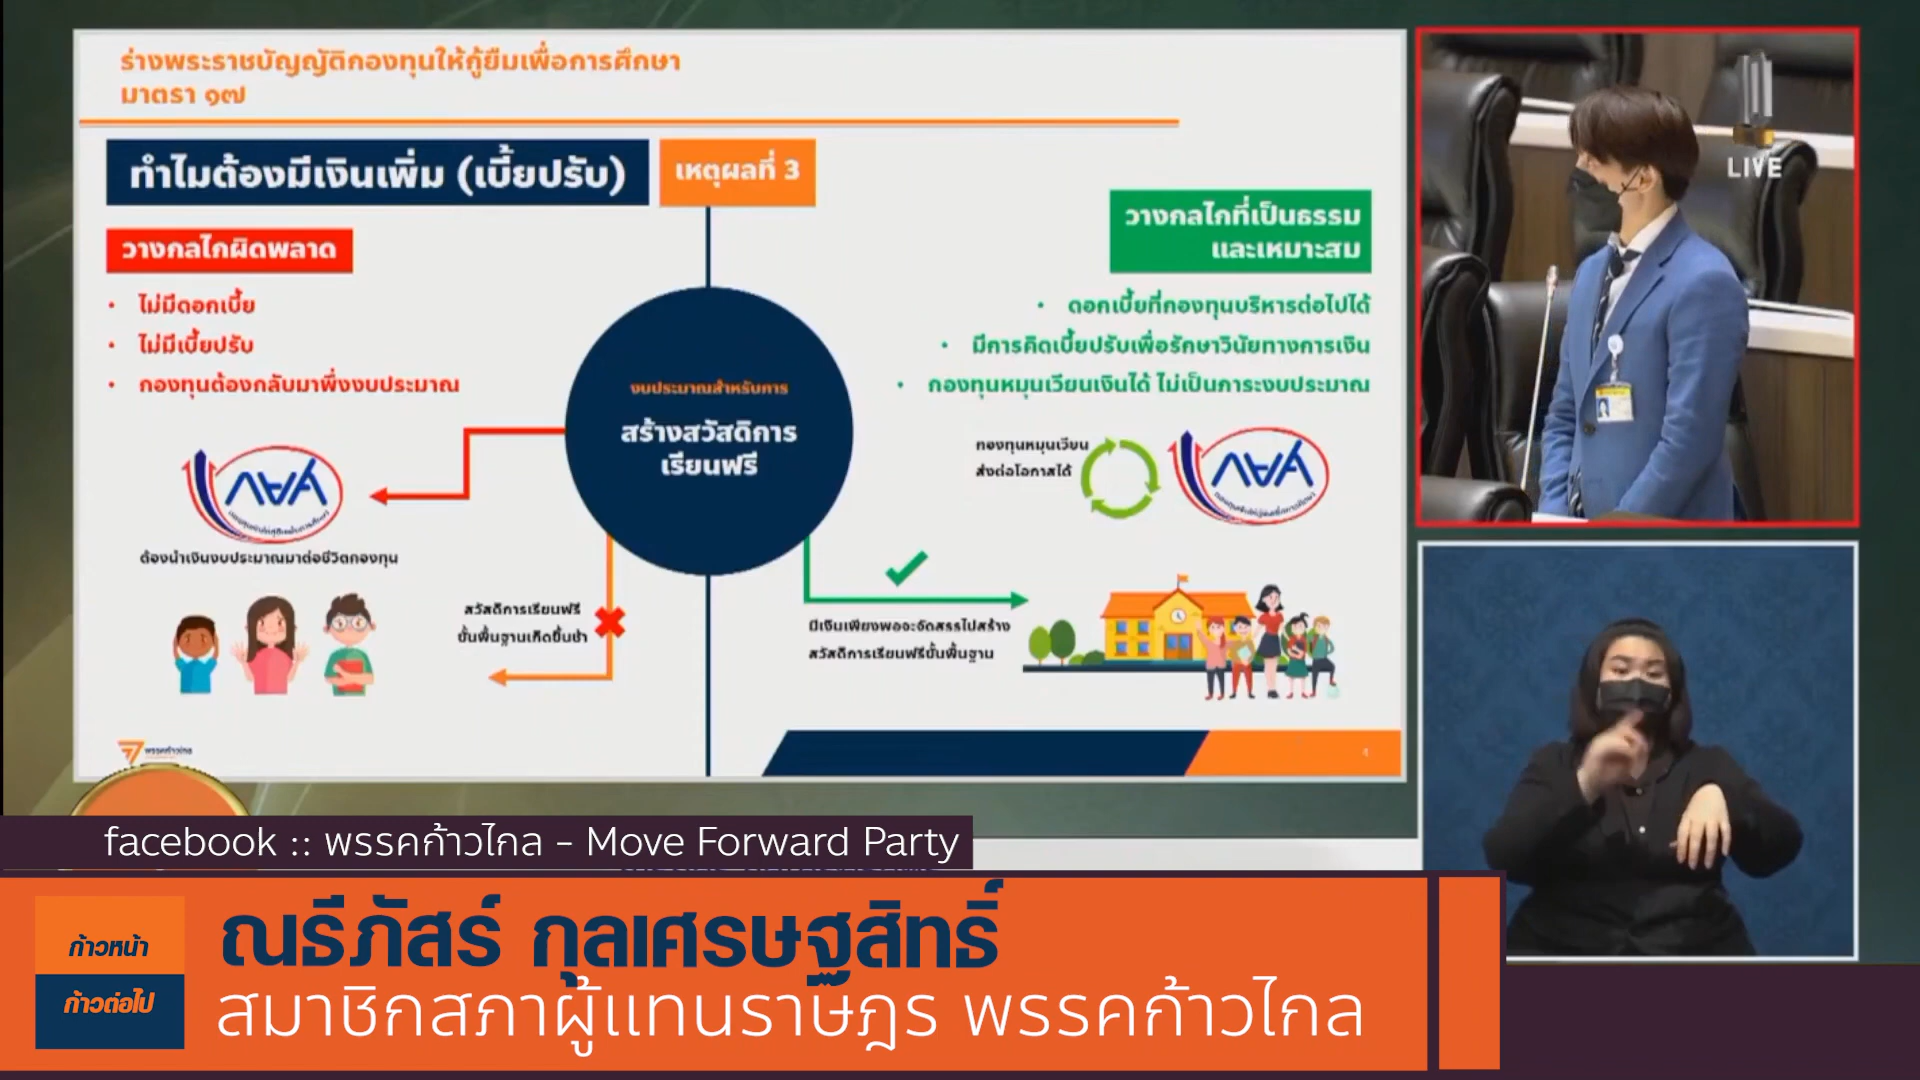 ร่างพระราชบัญญัติกองทุนให้กู้ยืมเพื่อการศึกษา
มาตรา ๑๗
ทำไมต้องมีเงินเพิ่ม (เบี้ยปรับ)
เหตุผลที่ 3
วางกลไกผิดพลาด
• ไม่มีดอกเบี้ย
• ไม่มีเบี้ยปรับ
• กองทุนต้องกลับมาพึ่งงบประมาณ
วางกลไกที่เป็นธรรม
และเหมาะสม
• ดอกเบี้ยที่กองทุนบริหารต่อไปได้
• มีการคิดเบี้ยปรับเพื่อรักษาวินัยทางการเงิน
• กองทุนหมุนเวียนเงินได้ ไม่เป็นภาระงบประมาณ
งบประมาณสำหรับการ
สร้างสวัสดิการ
เรียนฟรี
กยศ
ต้องนำเงินงบประมาณมาต่อชีวิตกองทุน
สวัสดิการเรียนฟรี
ขั้นพื้นฐานเกิดขึ้นช้า
กองทุนหมุนเวียน
ส่งต่อโอกาสได้
กยศ
มีเงินเพียงพอจะจัดสรรไปสร้าง
สวัสดิการเรียนฟรีขั้นพื้นฐาน
พรรคก้าวไกล
LIVE
facebook :: พรรคก้าวไกล - Move Forward Party
ก้าวหน้า
ก้าวต่อไป
ณธีภัสร์ กุลเศรษฐสิทธิ์
สมาชิกสภาผู้แทนราษฎร พรรคก้าวไกล